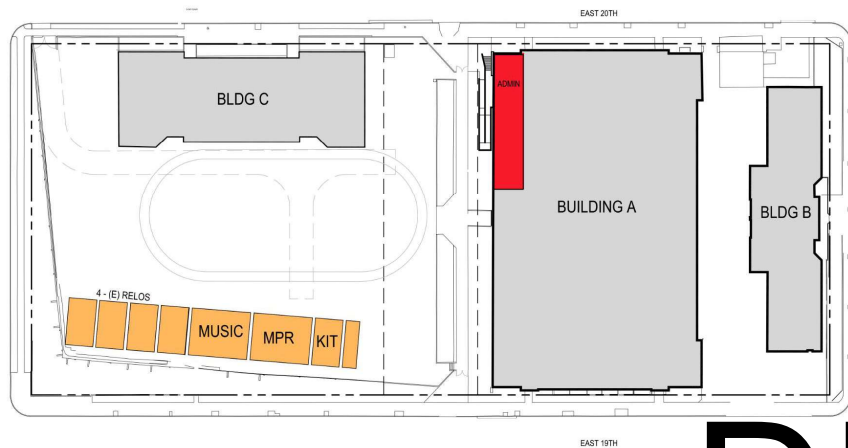 EAST 20TH
BLDG C
ADMIN
BUILDING A
BLDG B
4 - (E) RELOS
MUSIC
MPR
KIT
EAST 19TH